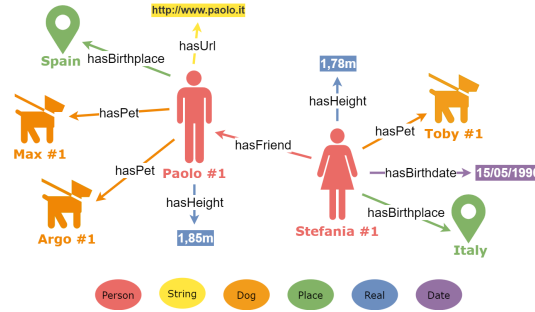 http://www.paolo.it
hasUrl
Spain
hasBirthplace
1,78m
hasHeight
hasPet
Max #1
hasPet
Toby #1
hasFriend
Paolo #1
hasPet
hasBirthdate
15/05/199
hasHeight
hasBirthplace
Argo #1
1,85m
Stefania #1
Italy
Person
String
Dog
Place
Real
Date